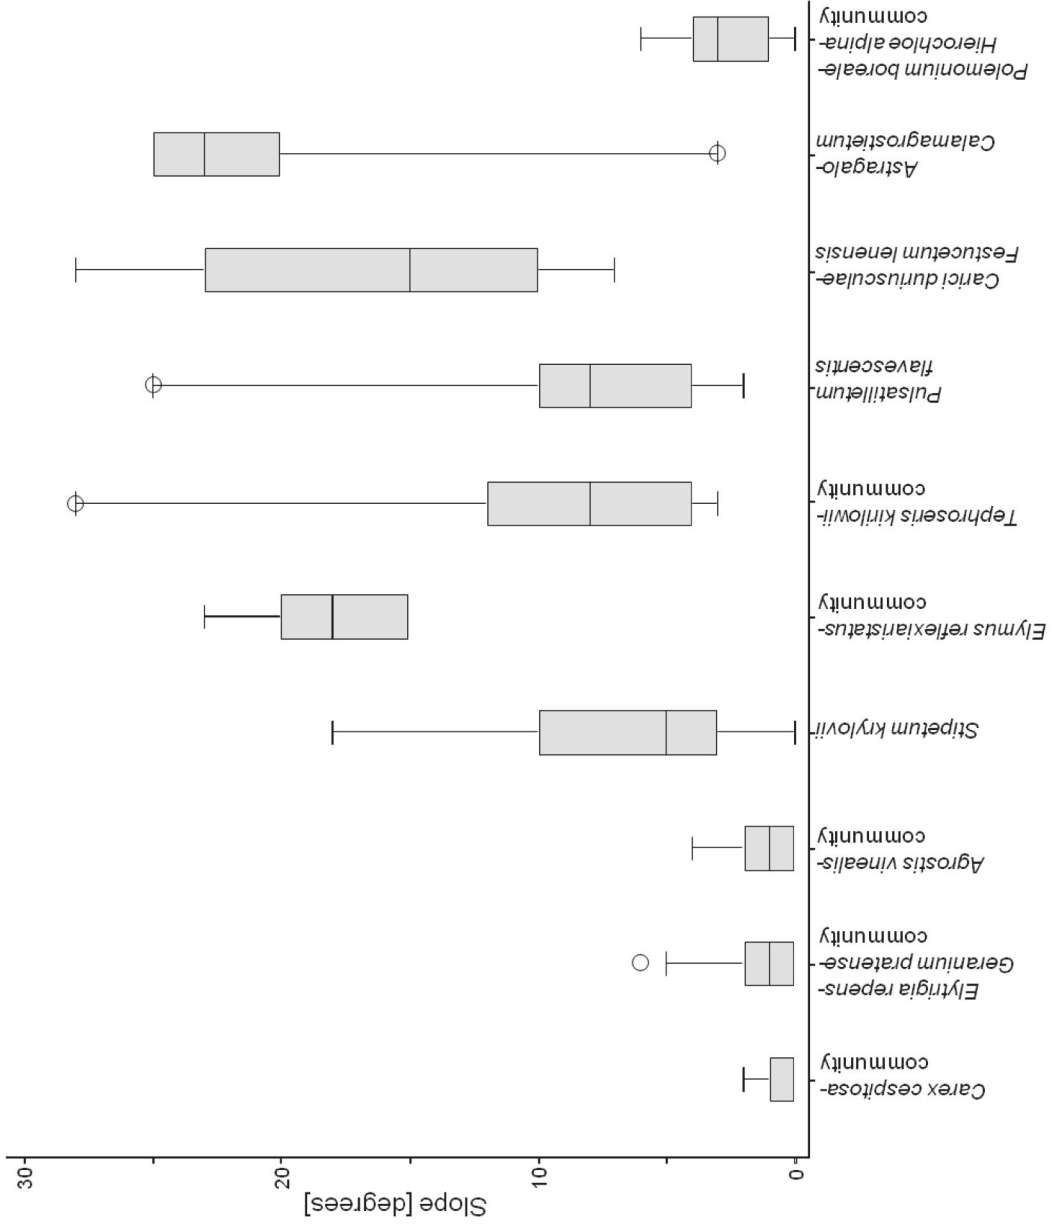 Slope [degrees]
0
10
20
30
Carex cespitosa-
community
Elytrigia repens-
Geranium pratense-
community
Agrostis vinealis-
community
Stipetum krylovii
Elymus reflexiaristatus-
community
Tephroseris kirilowii-
community
Pulsatilletum
flavescentis
Carici duriusculae-
Festucetum lenensis
Astragalo-
Calamagrostietum
Polemonium boreale-
Hierochloe alpina-
community